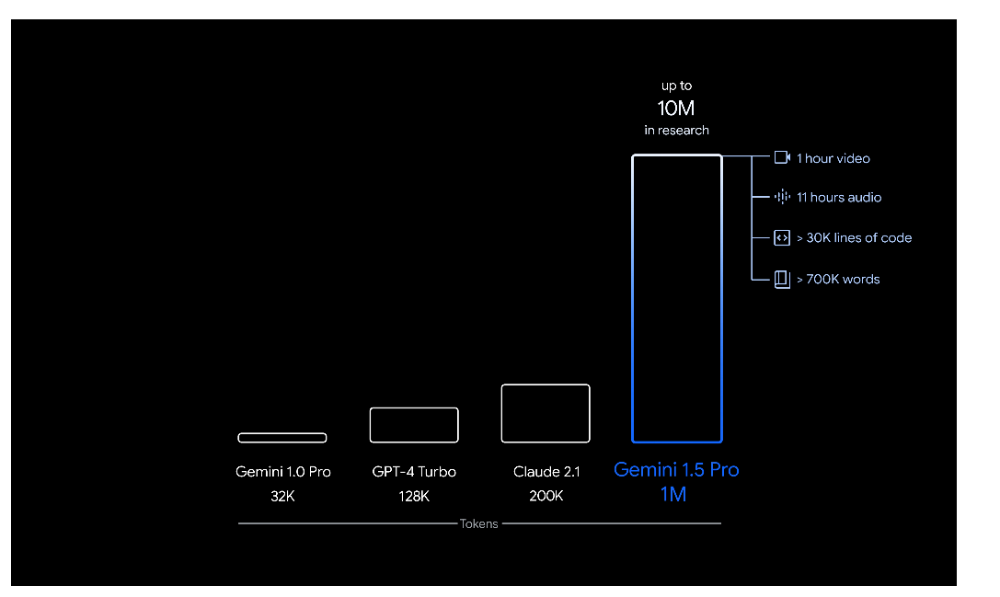 up to
10M
in research
1 hour video
11 hours audio
> 30K lines of code
> 700K words
Gemini 1.0 Pro
32K
GPT-4 Turbo
128K
Claude 2.1
200K
Gemini 1.5 Pro
1M
Tokens